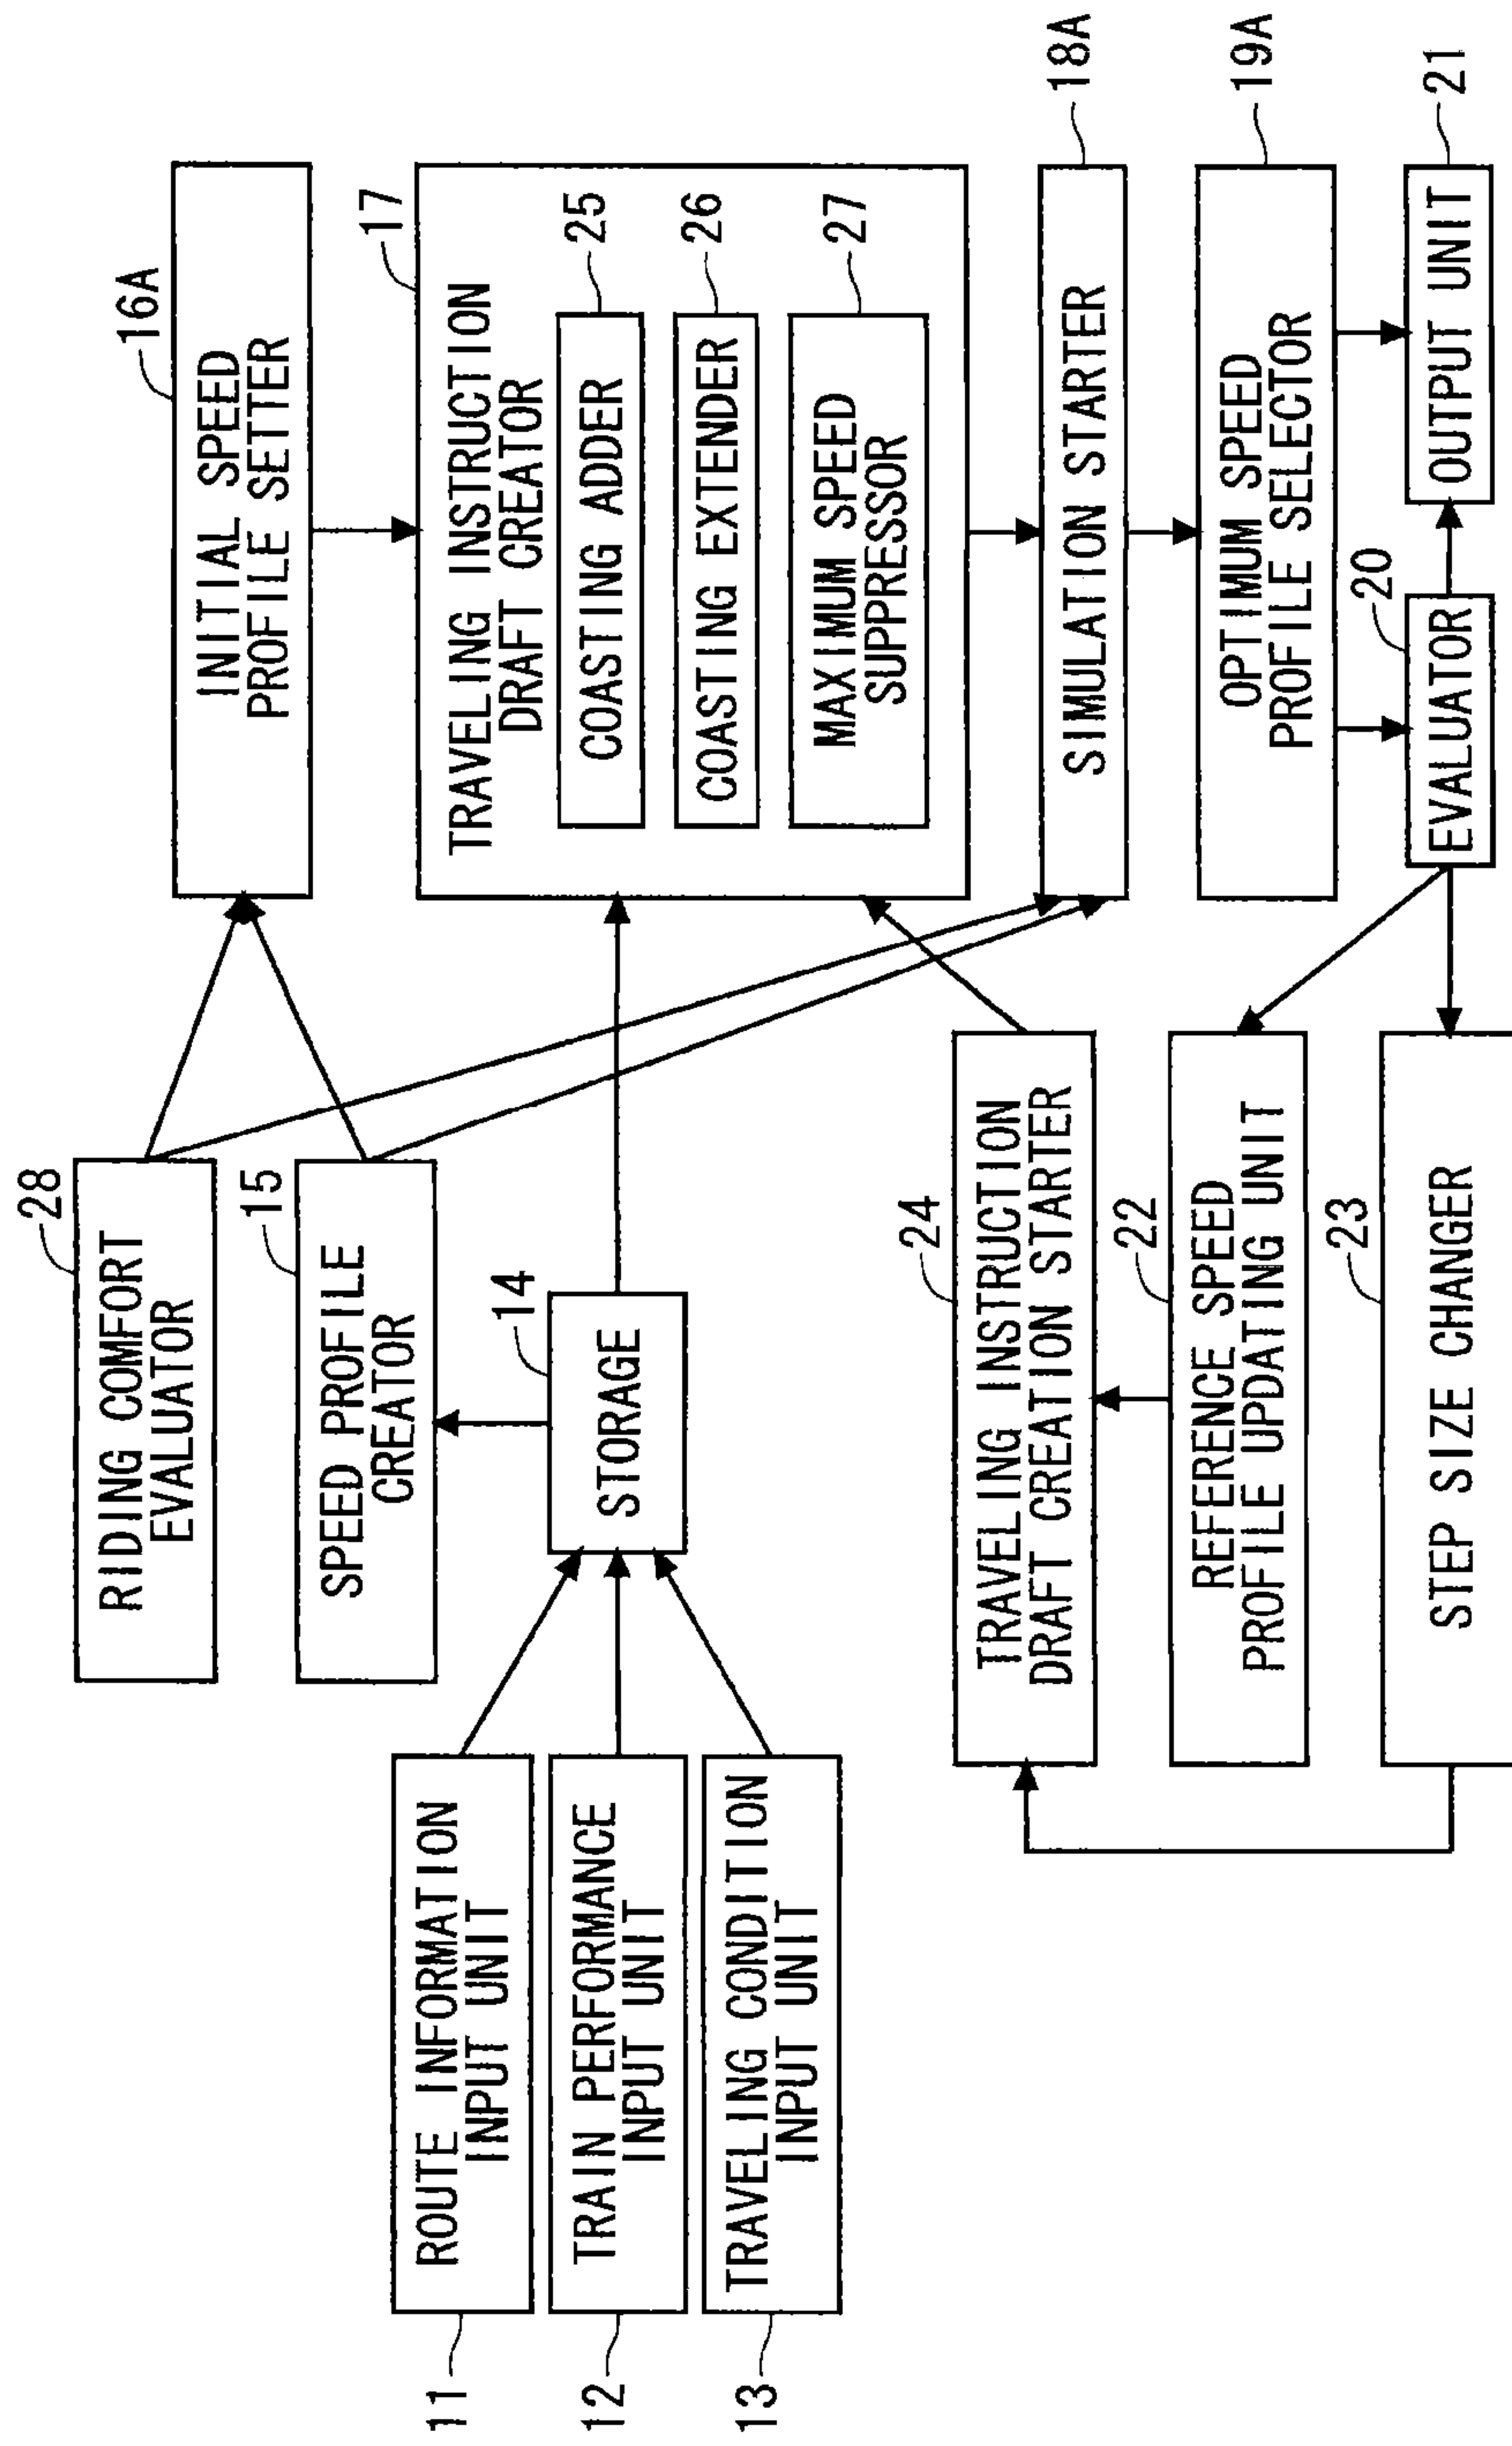 11
ROUTE INFORMATION
INPUT UNIT
12
TRAIN PERFORMANCE
INPUT UNIT
13
TRAVELING CONDITION
INPUT UNIT
28
RIDING COMFORT
EVALUATOR
15
SPEED PROFILE
CREATOR
14
STORAGE
24
TRAVELING INSTRUCTION
DRAFT CREATION STARTER
22
REFERENCE SPEED
PROFILE UPDATING UNIT
23
STEP SIZE CHANGER
16A
INITIAL SPEED
PROFILE SETTER
17
TRAVELING INSTRUCTION
DRAFT CREATOR
25
COASTING ADDER
26
COASTING EXTENDER
27
MAXIMUM SPEED
SUPPRESSOR
SIMULATION STARTER
18A
OPTIMUM SPEED
PROFILE SELECTOR
19A
20
EVALUATOR
OUTPUT UNIT
21